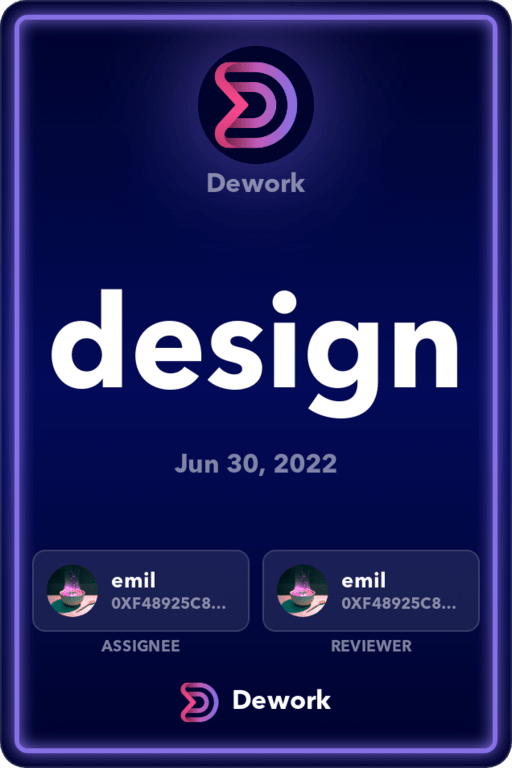 Dework
design
Jun 30, 2022
emil
0XF48925C8...
ASSIGNEE
emil
0XF48925C8...
REVIEWER
Dework